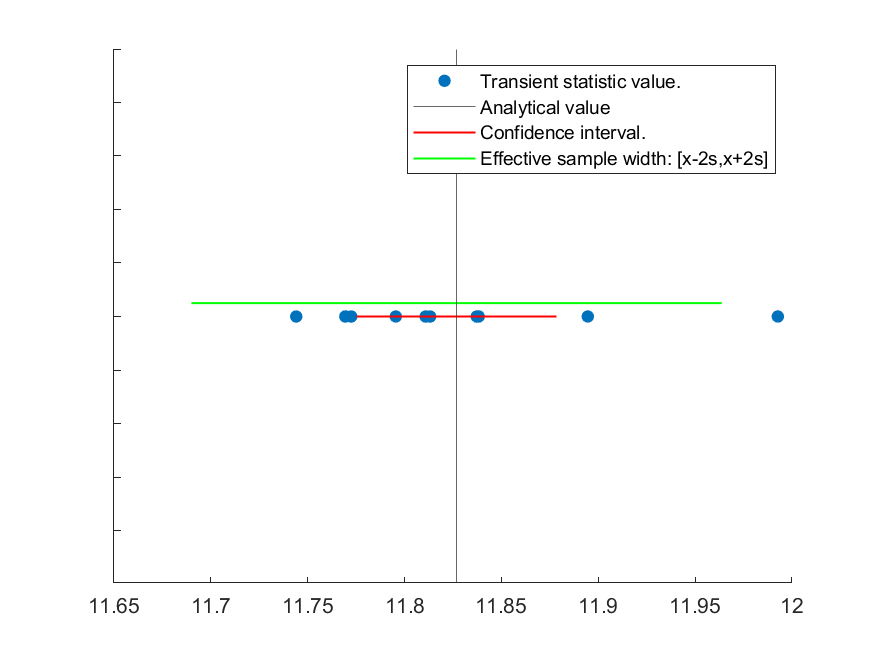 Transient statistic value.
Analytical value
Confidence interval.
Effective sample width: [x-2s,x+2s]
11.65 11.7 11.75 11.8 11.85 11.9 11.95 12